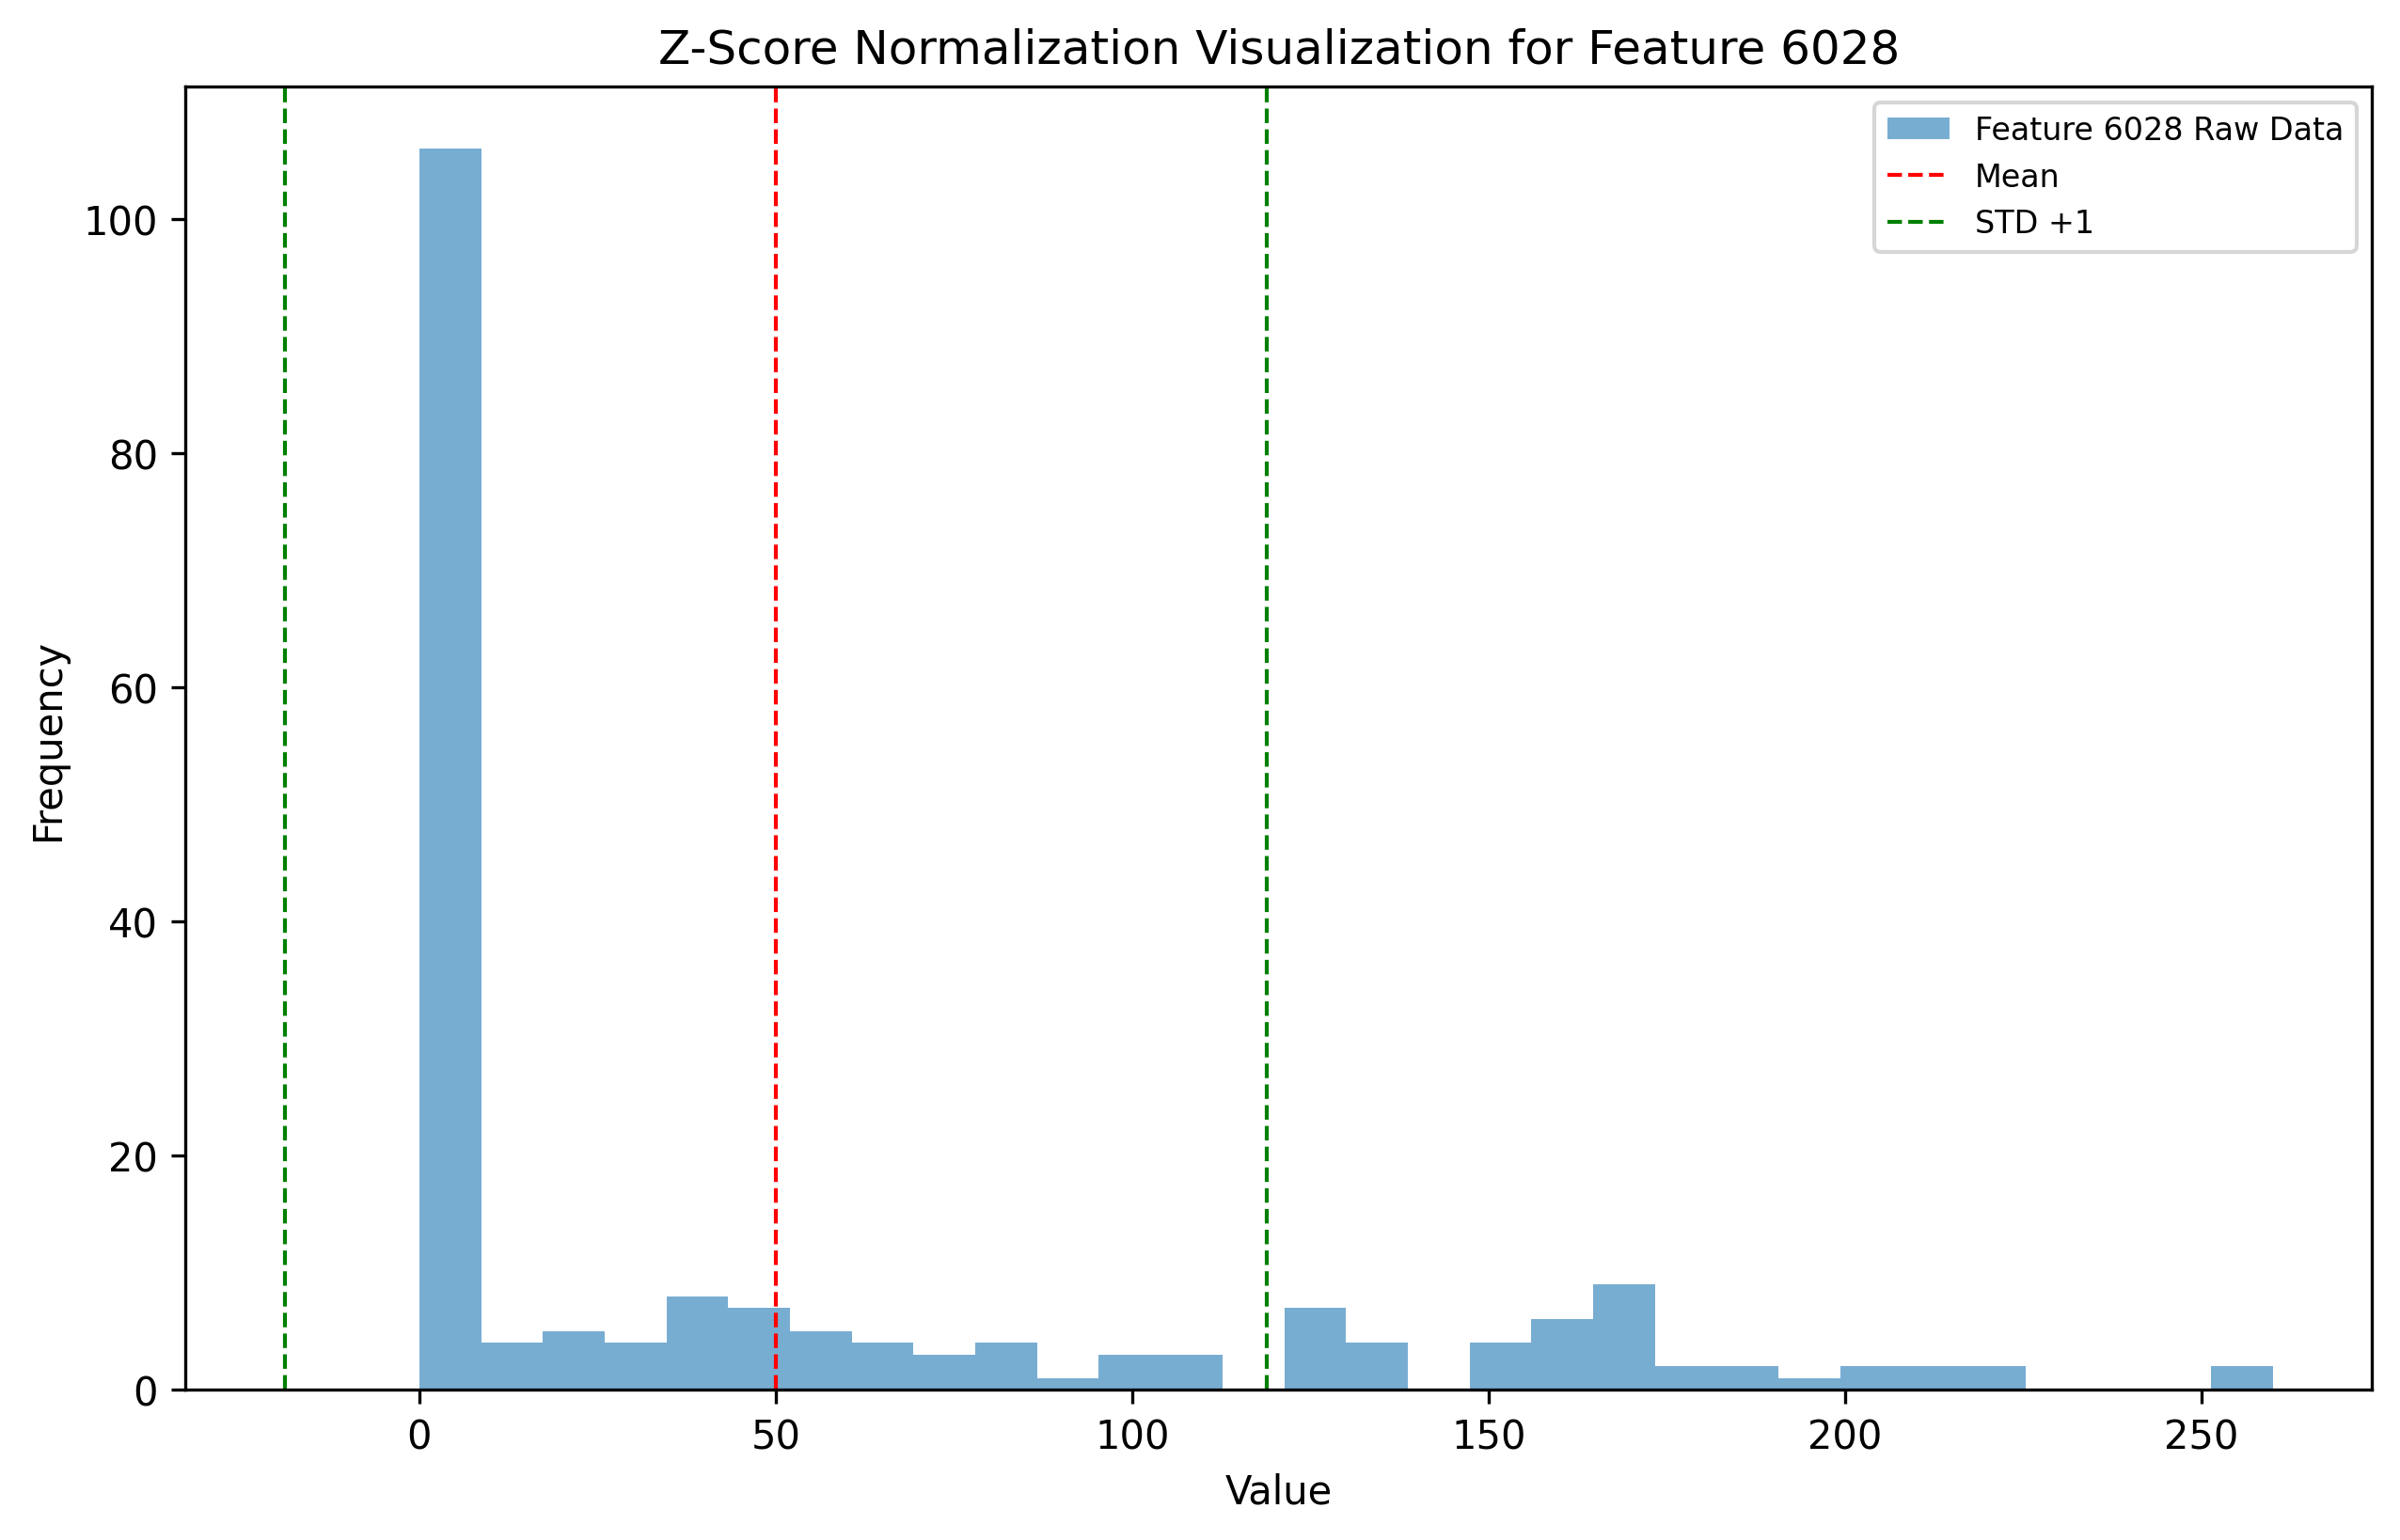 Z-Score Normalization Visualization for Feature 6028
Feature 6028 Raw Data
Mean
STD +1
100
80
60
40
20
0
Frequency
0 50 100 150 200 250
Value